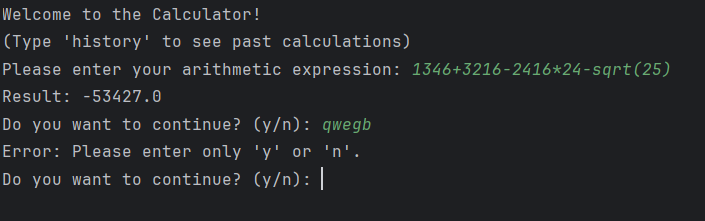 Welcome to the Calculator!
(Type 'history' to see past calculations)
Please enter your arithmetic expression: 1346+3216-2416*24-sqrt(25)
Result: -53427.0
Do you want to continue? (y/n): qwegb
Error: Please enter only 'y' or 'n'.
Do you want to continue? (y/n):